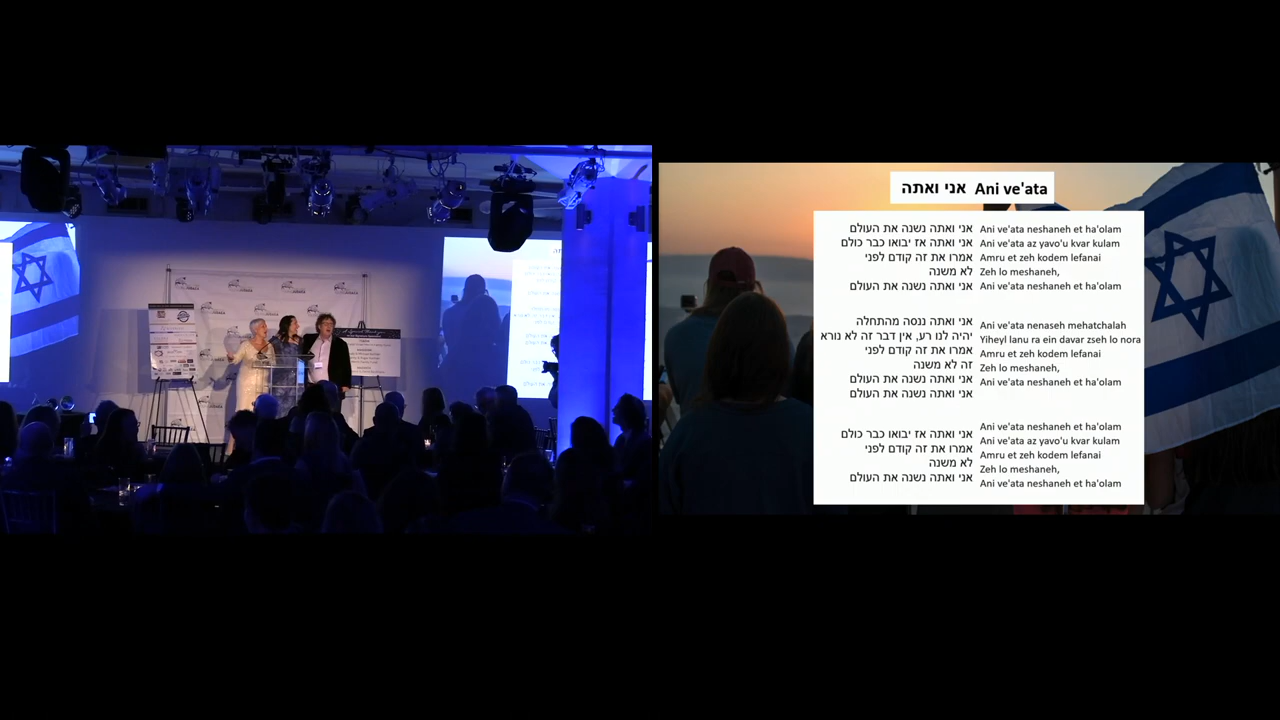 אני ואתה Ani ve'ata
אני ואתה נשנה את העולם Ani ve'ata neshaneh et ha'olam
אני ואתה אז יבואו כבר כולם Ani ve'ata az yavo'u kvar kulam
אמרו את זה קודם לפני Amru et zeh kodem lefanai
לא משנה Zeh lo meshaneh,
אני ואתה נשנה את העולם Ani ve'ata neshaneh et ha'olam
אני ואתה ננסה מהתחלה Ani ve'ata nenaseh mehatchalah
יהיה לנו רע, אין דבר זה לא נורא Yiheyl lanu ra ein davar zseh lo nora
אמרו את זה קודם לפני Amru et zeh kodem lefanai
זה לא משנה Zeh lo meshaneh,
אני ואתה נשנה את העולם Ani ve'ata neshaneh et ha'olam
אני ואתה נשנה את העולם
Ani ve'ata neshaneh et ha'olam
אני ואתה אז יבואו כבר כולם Ani ve'ata az yavo'u kvar kulam
אמרו את זה קודם לפני Amru et zeh kodem lefanai
לא משנה Zeh lo meshaneh,
אני ואתה נשנה את העולם Ani ve'ata neshaneh et ha'olam